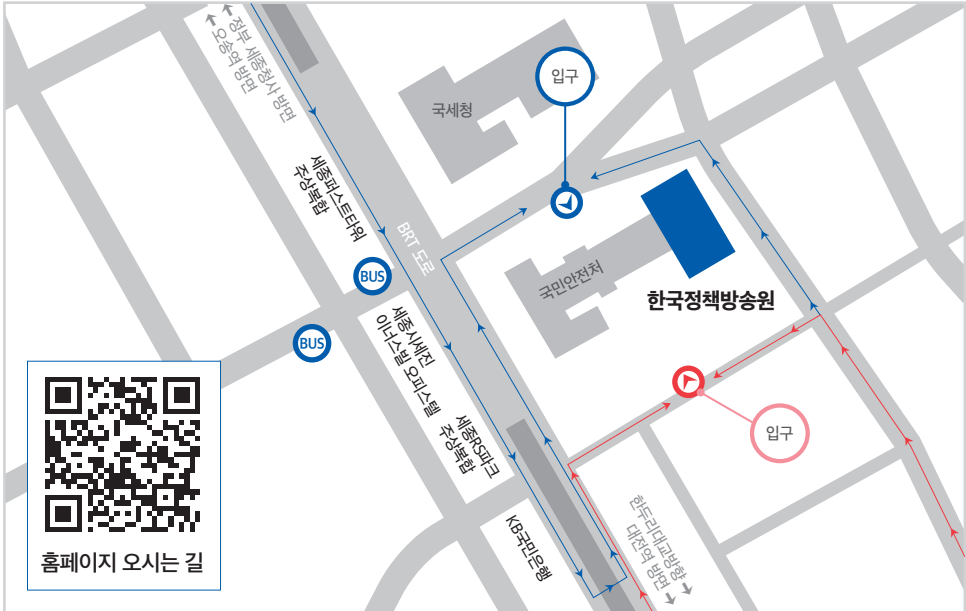 정부 세종청사 방면
오송역 방면
국세청
입구
세종퍼스트타워
주상복합
BRT 도로
BUS
국민안전처
한국정책방송원
BUS
세종시세진
이너스빌 오피스텔
세종RS파크
주상복합
입구
KB국민은행
한두리대교방향
대전역 방면
홈페이지 오시는 길